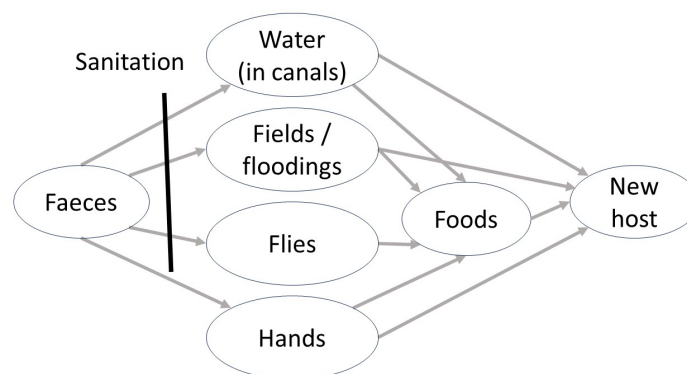 Sanitation
Water
(in canals)
Fields /
floodings
Faeces
Flies
Foods
New
host
Hands